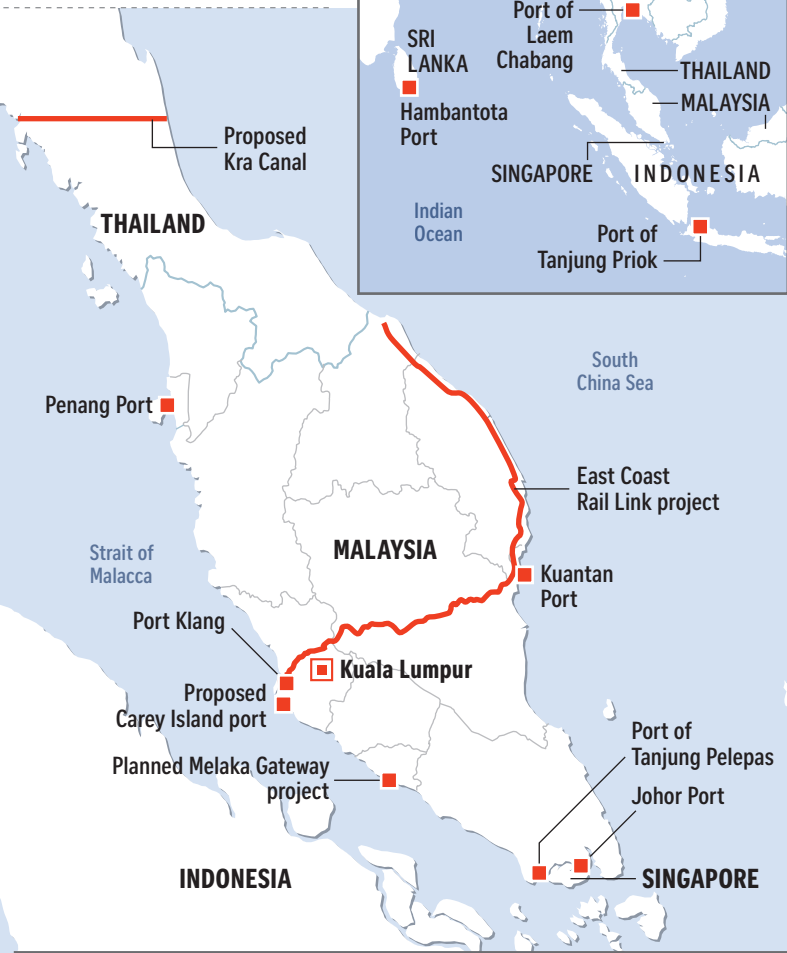 Port of
Laem
Chabang
SRI
LANKA
THAILAND
MALAYSIA
Hambantota
Port
SINGAPORE
INDONESIA
Indian
Ocean
Port of
Tanjung Priok
Proposed
Kra Canal
THAILAND
South
China Sea
Penang Port
East Coast
Rail Link project
Strait of
Malacca
MALAYSIA
Kuantan
Port
Port Klang
Kuala Lumpur
Proposed
Carey Island port
Planned Melaka Gateway
project
Port of
Tanjung Pelepas
Johor Port
INDONESIA
SINGAPORE